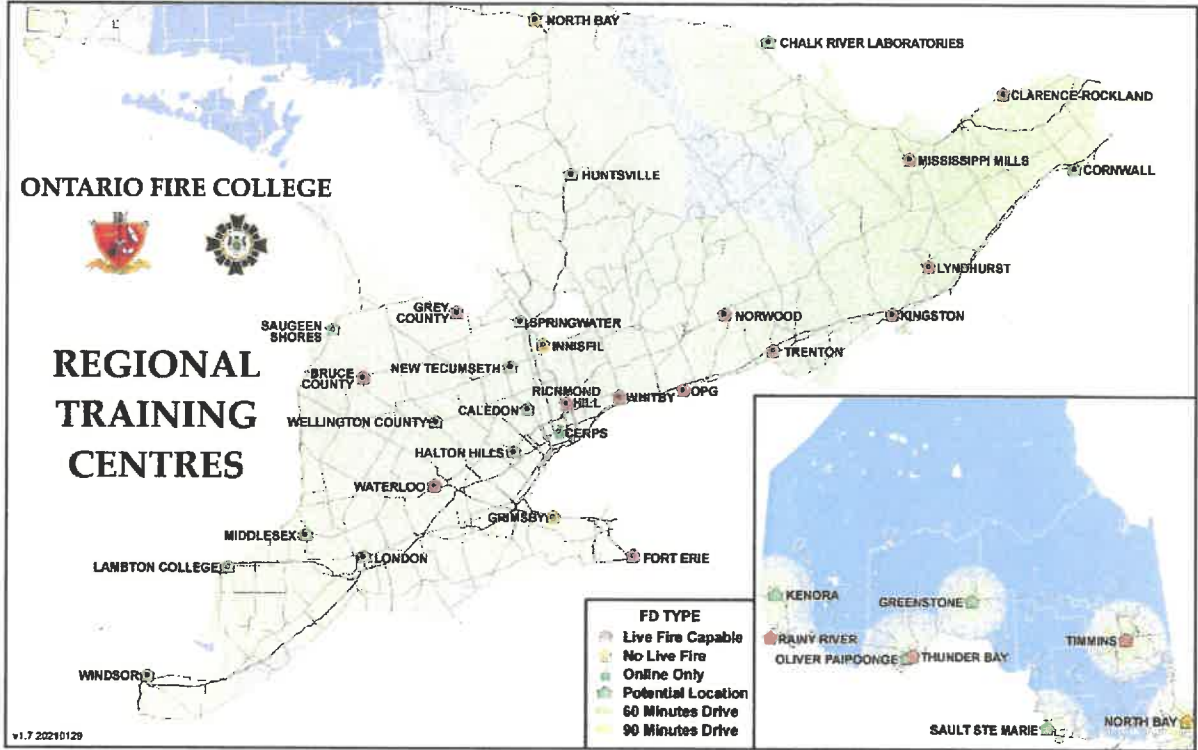 NORTH BAY
CHALK RIVER LABORATORIES
CLARENCE-ROCKLAND
MISSISSIPPI MILLS
CORNWALL
HUNTSVILLE
ONTARIO FIRE COLLEGE
LYNDHURST
GREY
COUNTY
SAUGEEN
SHORES
SPRINGWATER
NORWOOD
KINGSTON
INNISFIL
TRENTON
REGIONAL
TRAINING
CENTRES
BRUCE
COUNTY
NEW TECUMSETH
RICHMOND
HILL
WHITBY
OPG
CALEDON
WELLINGTON COUNTY
CERPS
HALTON HILLS
WATERLOO
GRIMSBY
MIDDLESEX
LONDON
LAMBTON COLLEGE
FORT ERIE
WINDSOR
FD TYPE
Live Fire Capable
No Live Fire
Online Only
Potential Location
60 Minutes Drive
90 Minutes Drive
KENORA
GREENSTONE
RAINY RIVER
TIMMINS
OLIVER PAIPOONGE
THUNDER BAY
SAULT STE MARIE
NORTH BAY
v1.7 20210129